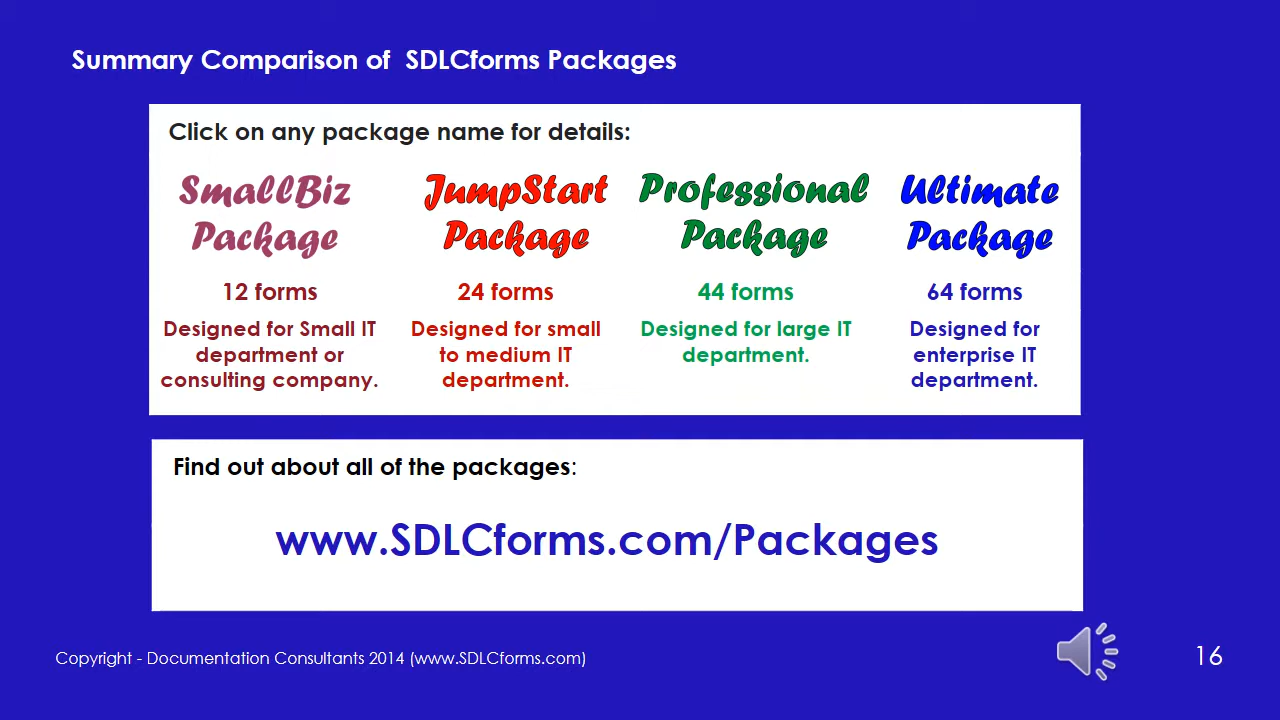 Summary Comparison of SDLCforms Packages
Click on any package name for details:
SmallBiz
Package
12 forms
Designed for Small IT
department or
consulting company.
JumpStart
Package
24 forms
Designed for small
to medium IT
department.
Professional
Package
44 forms
Designed for large IT
department.
Ultimate
Package
64 forms
Designed for
enterprise IT
department.
Find out about all of the packages:
www.SDLCforms.com/Packages
Copyright - Documentation Consultants 2014 (www.SDLCforms.com)
16